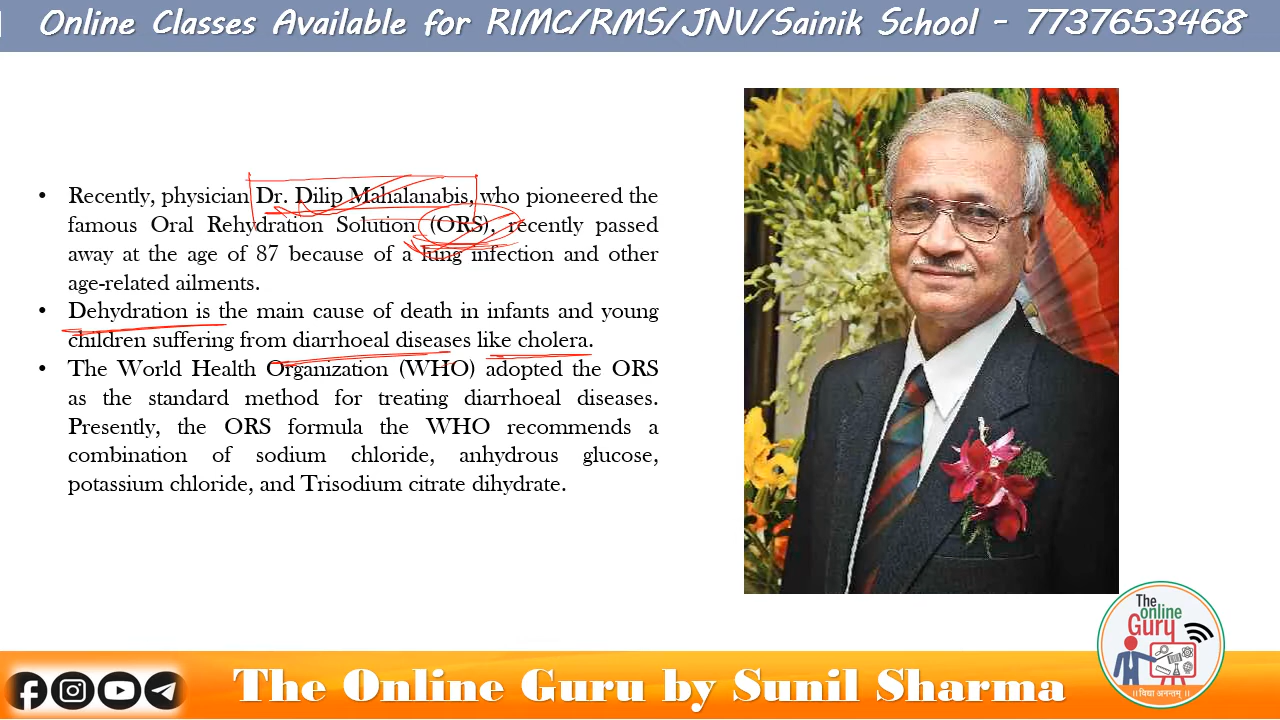 Online Classes Available for RIMC/RMS/JNV/Sainik School - 7737653468
• Recently, physician Dr. Dilip Mahalanabis, who pioneered the
famous Oral Rehydration Solution (ORS), recently passed
away at the age of 87 because of a lung infection and other
age-related ailments.
• Dehydration is the main cause of death in infants and young
children suffering from diarrhoeal diseases like cholera.
• The World Health Organization (WHO) adopted the ORS
as the standard method for treating diarrhoeal diseases.
Presently, the ORS formula the WHO recommends a
combination of sodium chloride, anhydrous glucose,
potassium chloride, and Trisodium citrate dihydrate.
The
online
Guru
।। विद्या अनन्तम् ।।
The Online Guru by Sunil Sharma